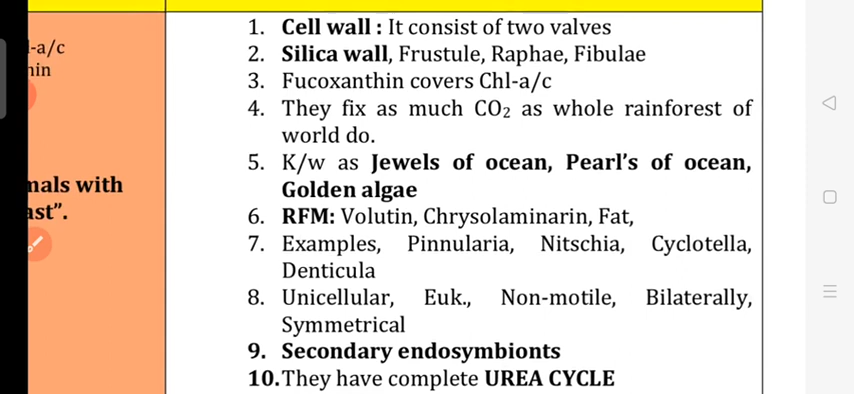 l-a/c
nin
mals with
ast”.
1. Cell wall : It consist of two valves
2. Silica wall, Frustule, Raphae, Fibulae
3. Fucoxanthin covers Chl-a/c
4. They fix as much CO₂ as whole rainforest of
world do.
5. K/w as Jewels of ocean, Pearl’s of ocean,
Golden algae
6. RFM: Volutin, Chrysolaminarin, Fat,
7. Examples, Pinnularia, Nitschia, Cyclotella,
Denticula
8. Unicellular, Euk., Non-motile, Bilaterally,
Symmetrical
9. Secondary endosymbionts
10.They have complete UREA CYCLE